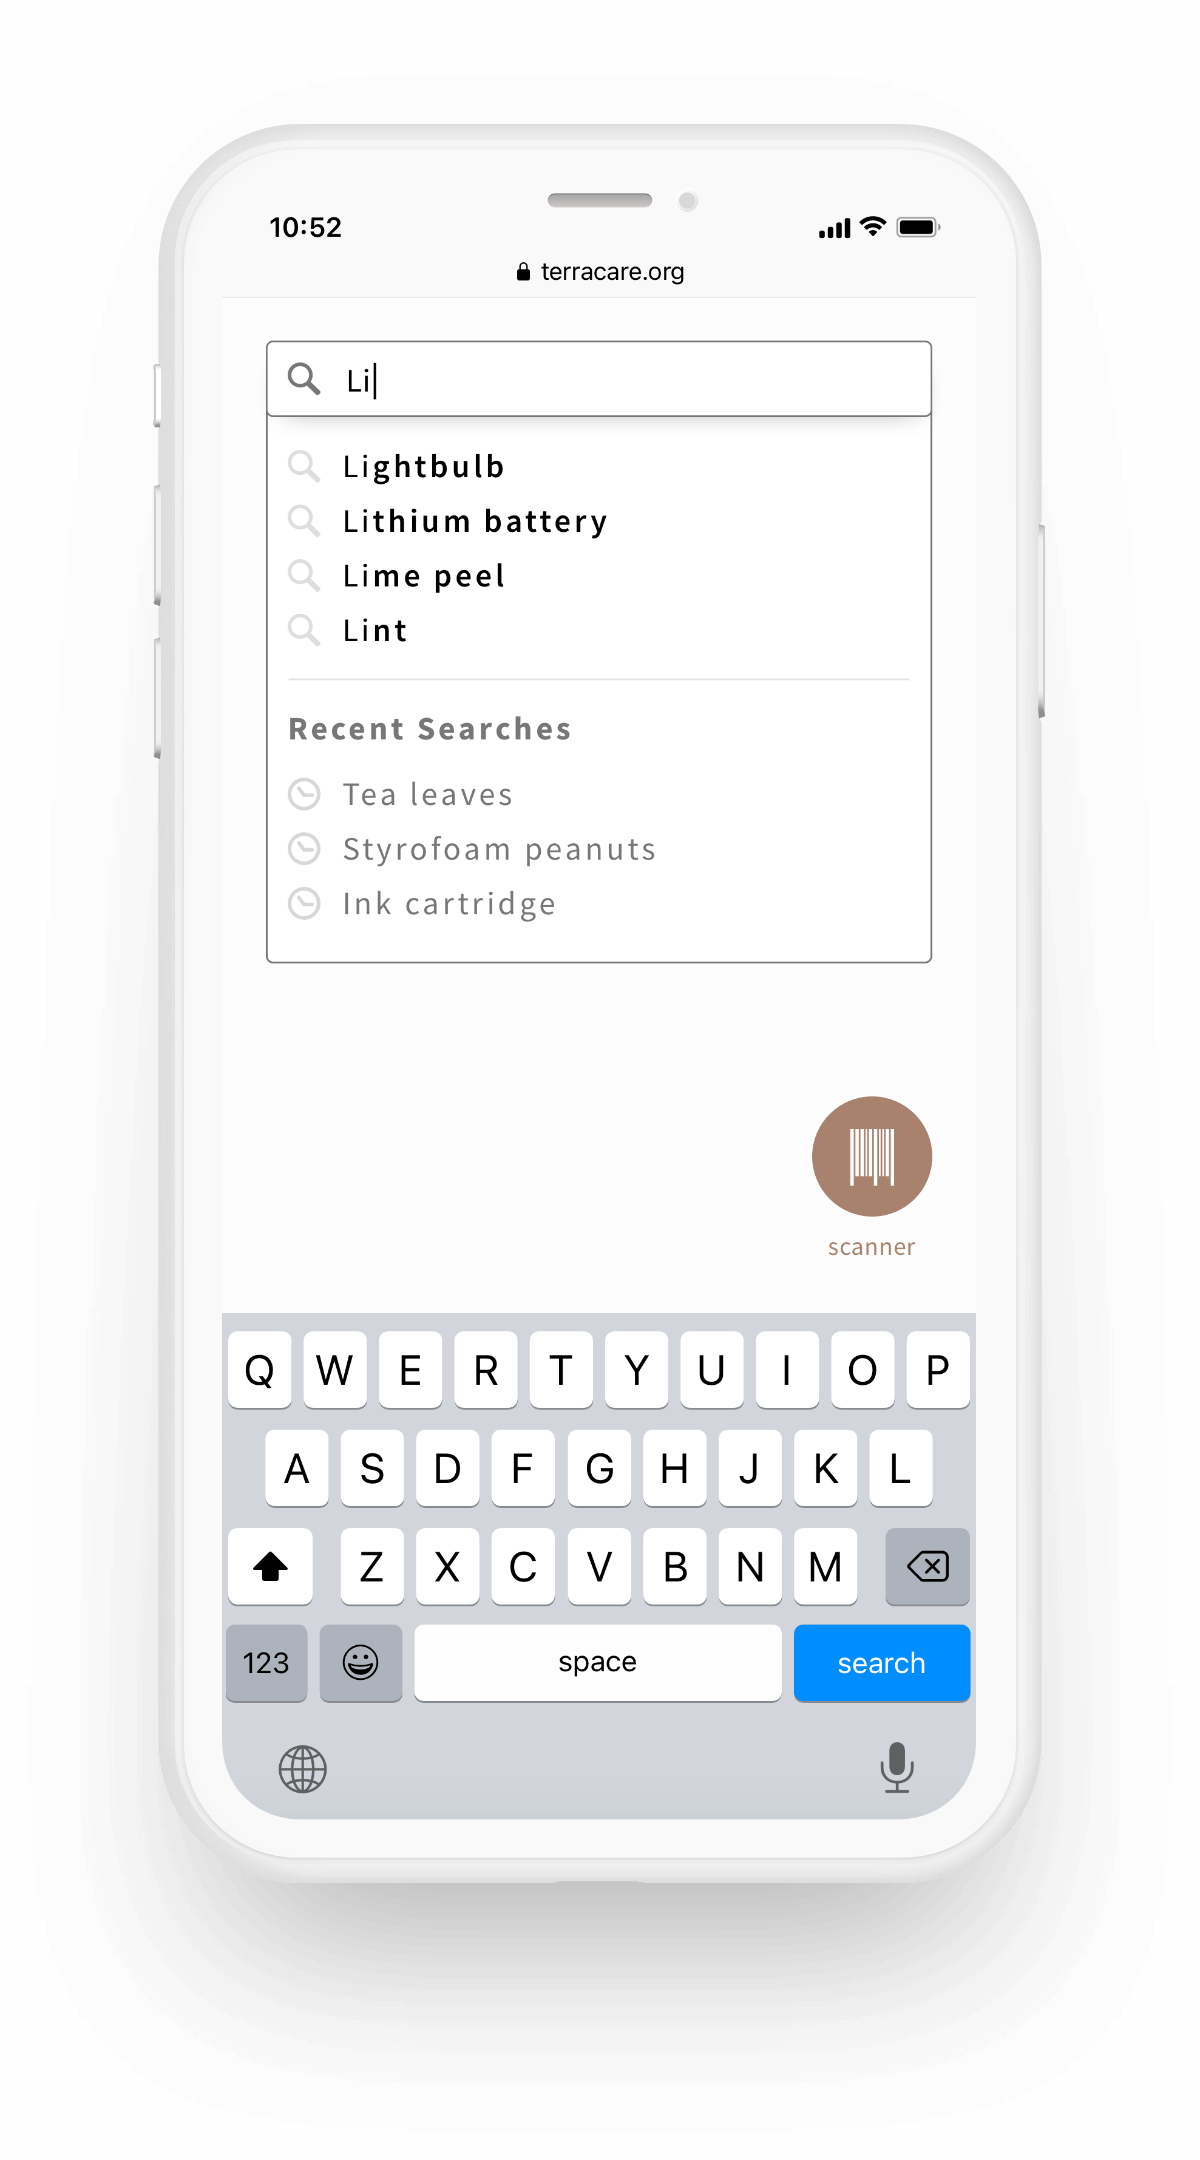 10:52
terracare.org
Li
Lightbulb
Lithium battery
Lime peel
Lint
Recent Searches
Tea leaves
Styrofoam peanuts
Ink cartridge
scanner
Q W E R T Y U I O P
A S D F G H J K L
Z X C V B N M
123 space search